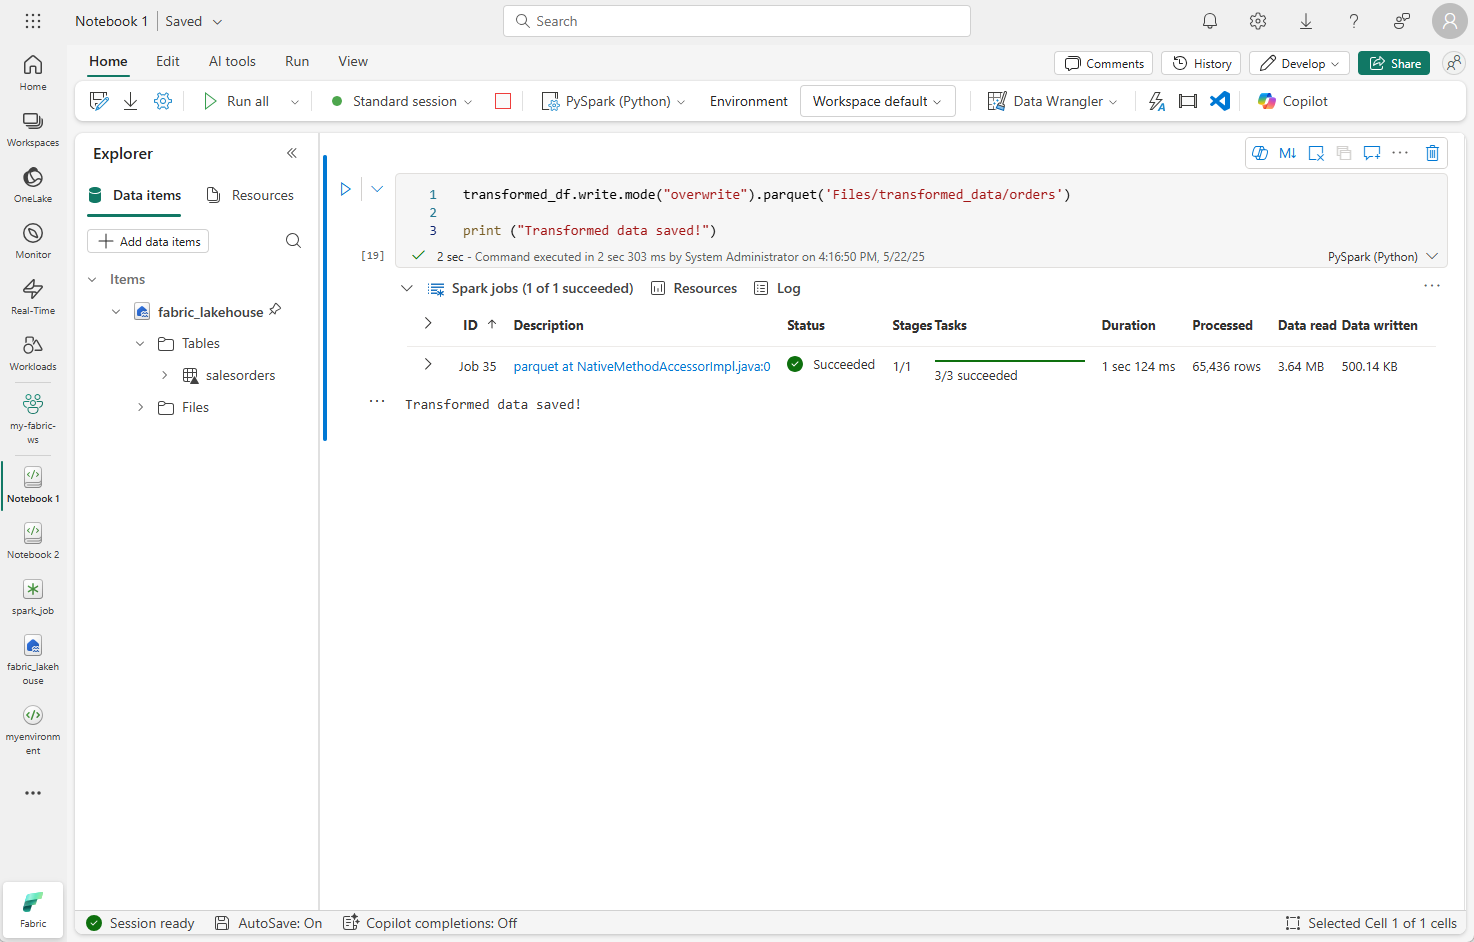 Notebook 1 Saved
Search
Home Edit AI tools Run View
Comments History Develop Share
Run all Standard session PySpark (Python) Environment Workspace default Data Wrangler Copilot
Home
Workspaces
OneLake
Monitor
Real-Time
Workloads
my-fabric-
ws
Notebook 1
Notebook 2
spark_job
fabric_lakeh
ouse
myenvironm
ent
Fabric
Explorer
Data items Resources
Add data items
Items
fabric_lakehouse
Tables
salesorders
Files
M↓
1 transformed_df.write.mode("overwrite").parquet('Files/transformed_data/orders')
2
3 print ("Transformed data saved!")
[19] 2 sec - Command executed in 2 sec 303 ms by System Administrator on 4:16:50 PM, 5/22/25 PySpark (Python)
Spark jobs (1 of 1 succeeded) Resources Log
ID Description Status Stages Tasks Duration Processed Data read Data written
Job 35 parquet at NativeMethodAccessorImpl.java:0 Succeeded 1/1 3/3 succeeded 1 sec 124 ms 65,436 rows 3.64 MB 500.14 KB
Transformed data saved!
Session ready AutoSave: On Copilot completions: Off Selected Cell 1 of 1 cells